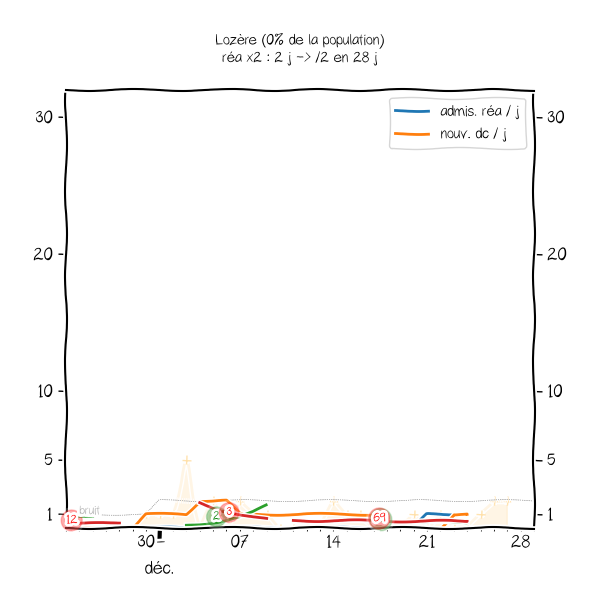 Lozère (0% de la population)
réa x2 : 2 j -> /2 en 28 j
admis. réa / j
nouv. dc / j
30 30
20 20
10 10
5 5
1 1
bruit
12 2 3 69
30 07 14 21 28
déc.